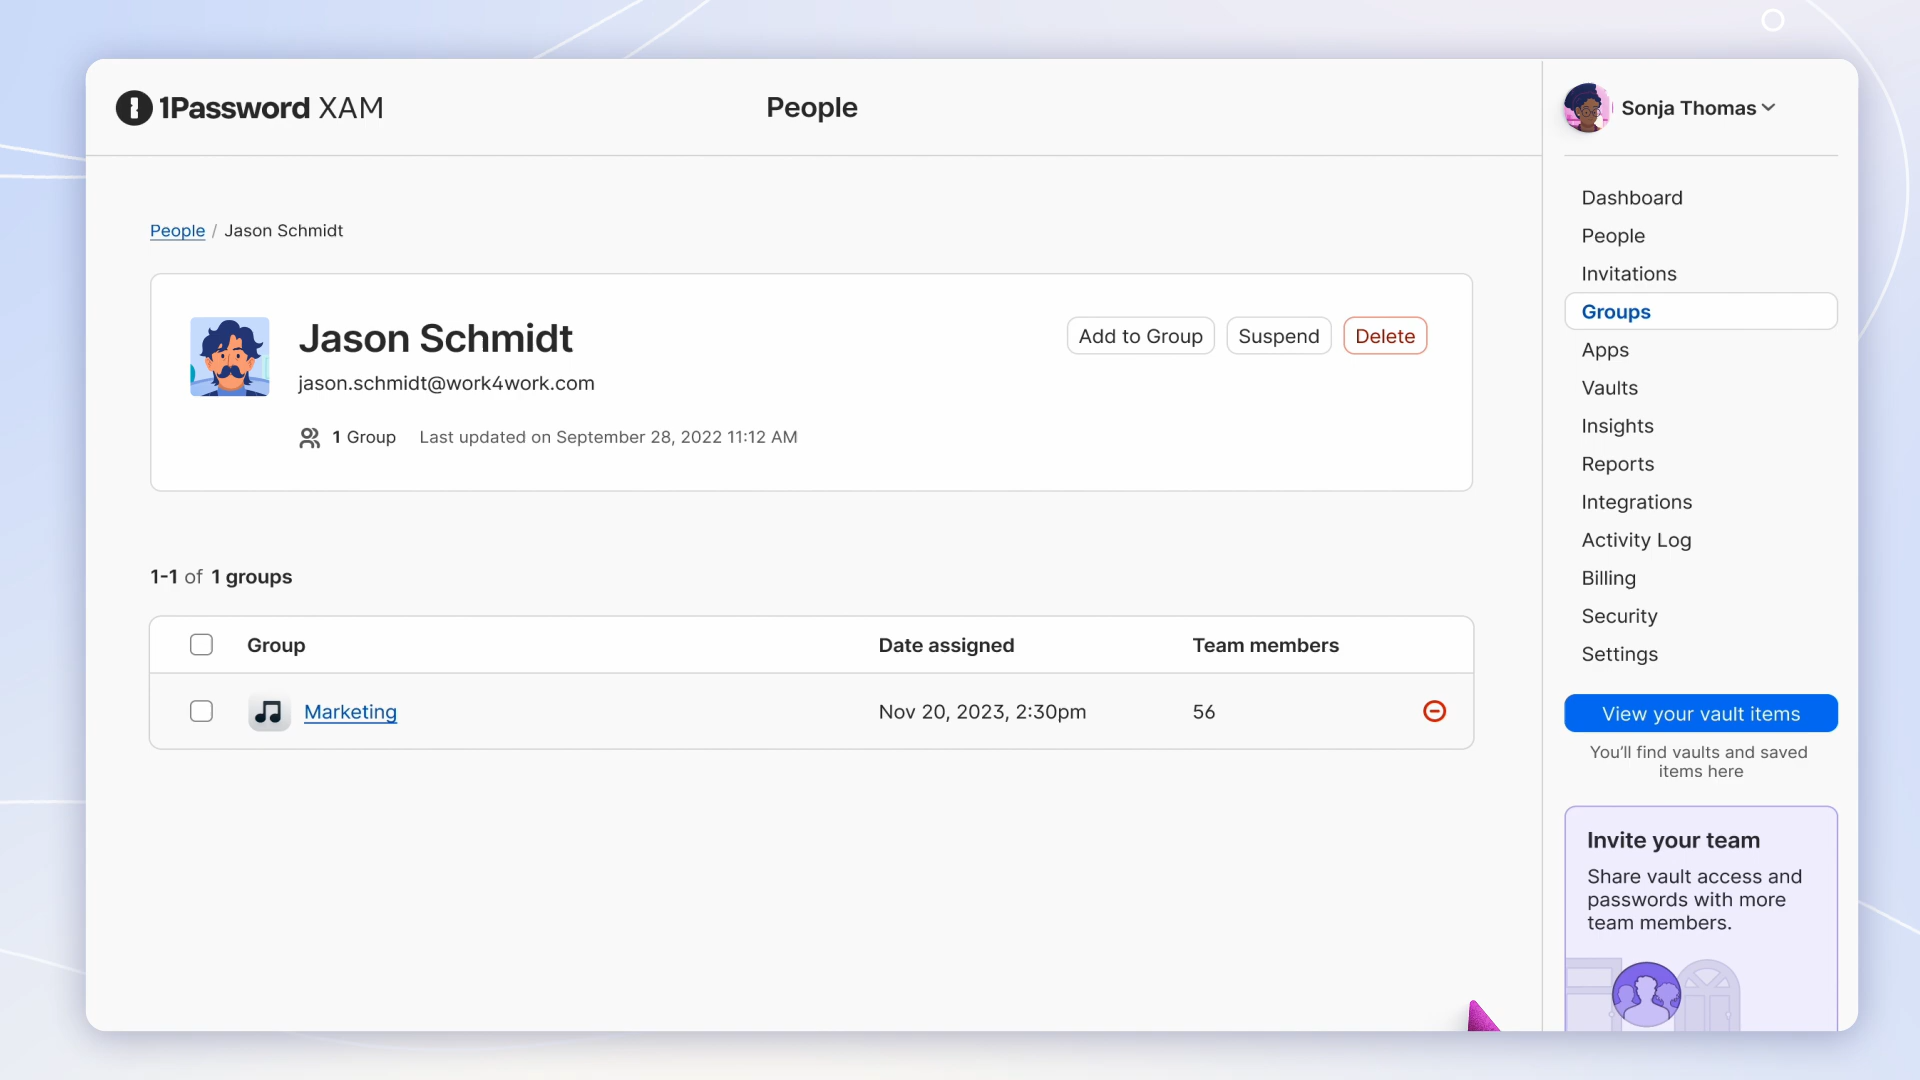 1Password XAM
People
Sonja Thomas
People / Jason Schmidt
Jason Schmidt
jason.schmidt@work4work.com
1 Group Last updated on September 28, 2022 11:12 AM
Add to Group Suspend Delete
1-1 of 1 groups
Group Date assigned Team members
Marketing Nov 20, 2023, 2:30pm 56
Dashboard
People
Invitations
Groups
Apps
Vaults
Insights
Reports
Integrations
Activity Log
Billing
Security
Settings
View your vault items
You’ll find vaults and saved
items here
Invite your team
Share vault access and
passwords with more
team members.